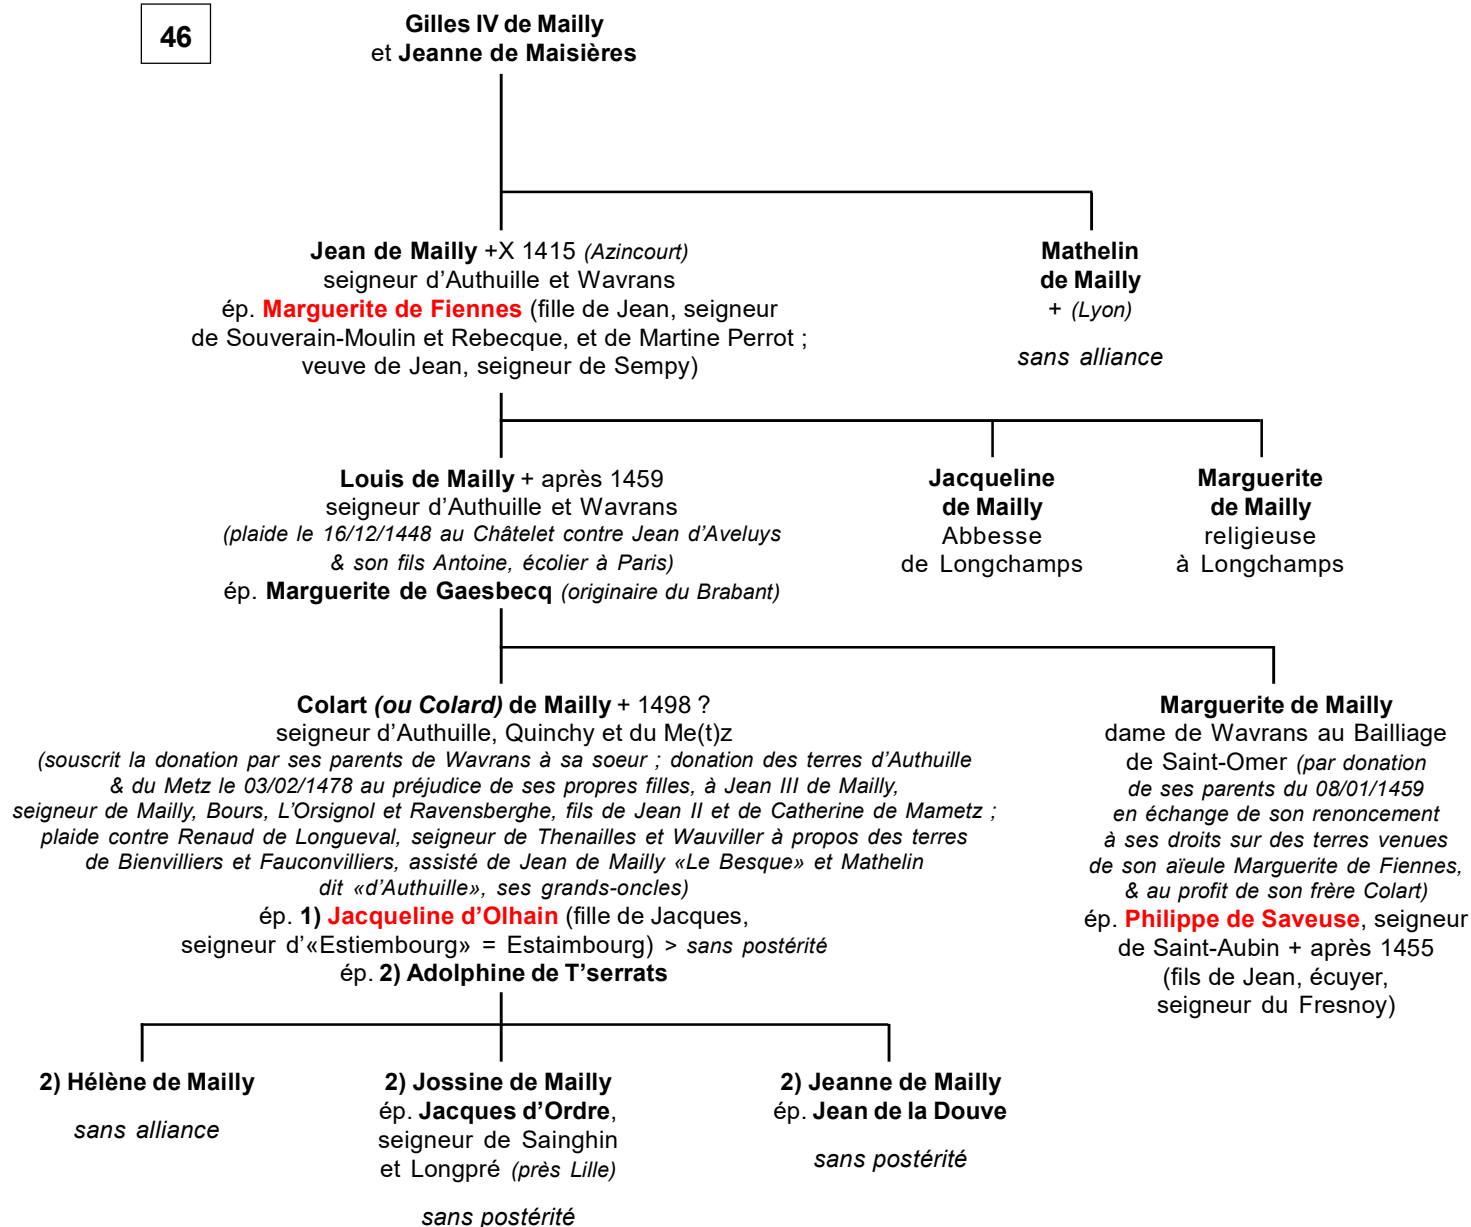 46
Gilles IV de Mailly
et Jeanne de Maisières
Jean de Mailly +X 1415 (Azincourt)
seigneur d’Authuille et Wavrans
ép. Marguerite de Fiennes (fille de Jean, seigneur
de Souverain-Moulin et Rebecque, et de Martine Perrot ;
veuve de Jean, seigneur de Sempy)
Mathelin
de Mailly
+ (Lyon)
sans alliance
Louis de Mailly + après 1459
seigneur d’Authuille et Wavrans
(plaide le 16/12/1448 au Châtelet contre Jean d’Aveluys
& son fils Antoine, écolier à Paris)
ép. Marguerite de Gaesbecq (originaire du Brabant)
Jacqueline
de Mailly
Abbesse
de Longchamps
Marguerite
de Mailly
religieuse
à Longchamps
Colart (ou Colard) de Mailly + 1498 ?
seigneur d’Authuille, Quinchy et du Me(t)z
(souscrit la donation par ses parents de Wavrans à sa soeur ; donation des terres d’Authuille
& du Metz le 03/02/1478 au préjudice de ses propres filles, à Jean III de Mailly,
seigneur de Mailly, Bours, L’Orsignol et Ravensberghe, fils de Jean II et de Catherine de Mametz ;
plaide contre Renaud de Longueval, seigneur de Thenailles et Wauviller à propos des terres
de Bienvilliers et Fauconvilliers, assisté de Jean de Mailly «Le Besque» et Mathelin
dit «d’Authuille», ses grands-oncles)
ép. 1) Jacqueline d’Olhain (fille de Jacques,
seigneur d’«Estiembourg» = Estaimbourg) > sans postérité
ép. 2) Adolphine de T’serrats
Marguerite de Mailly
dame de Wavrans au Bailliage
de Saint-Omer (par donation
de ses parents du 08/01/1459
en échange de son renoncement
à ses droits sur des terres venues
de son aïeule Marguerite de Fiennes,
& au profit de son frère Colart)
ép. Philippe de Saveuse, seigneur
de Saint-Aubin + après 1455
(fils de Jean, écuyer,
seigneur du Fresnoy)
2) Hélène de Mailly
sans alliance
2) Jossine de Mailly
ép. Jacques d’Ordre,
seigneur de Sainghin
et Longpré (près Lille)
sans postérité
2) Jeanne de Mailly
ép. Jean de la Douve
sans postérité